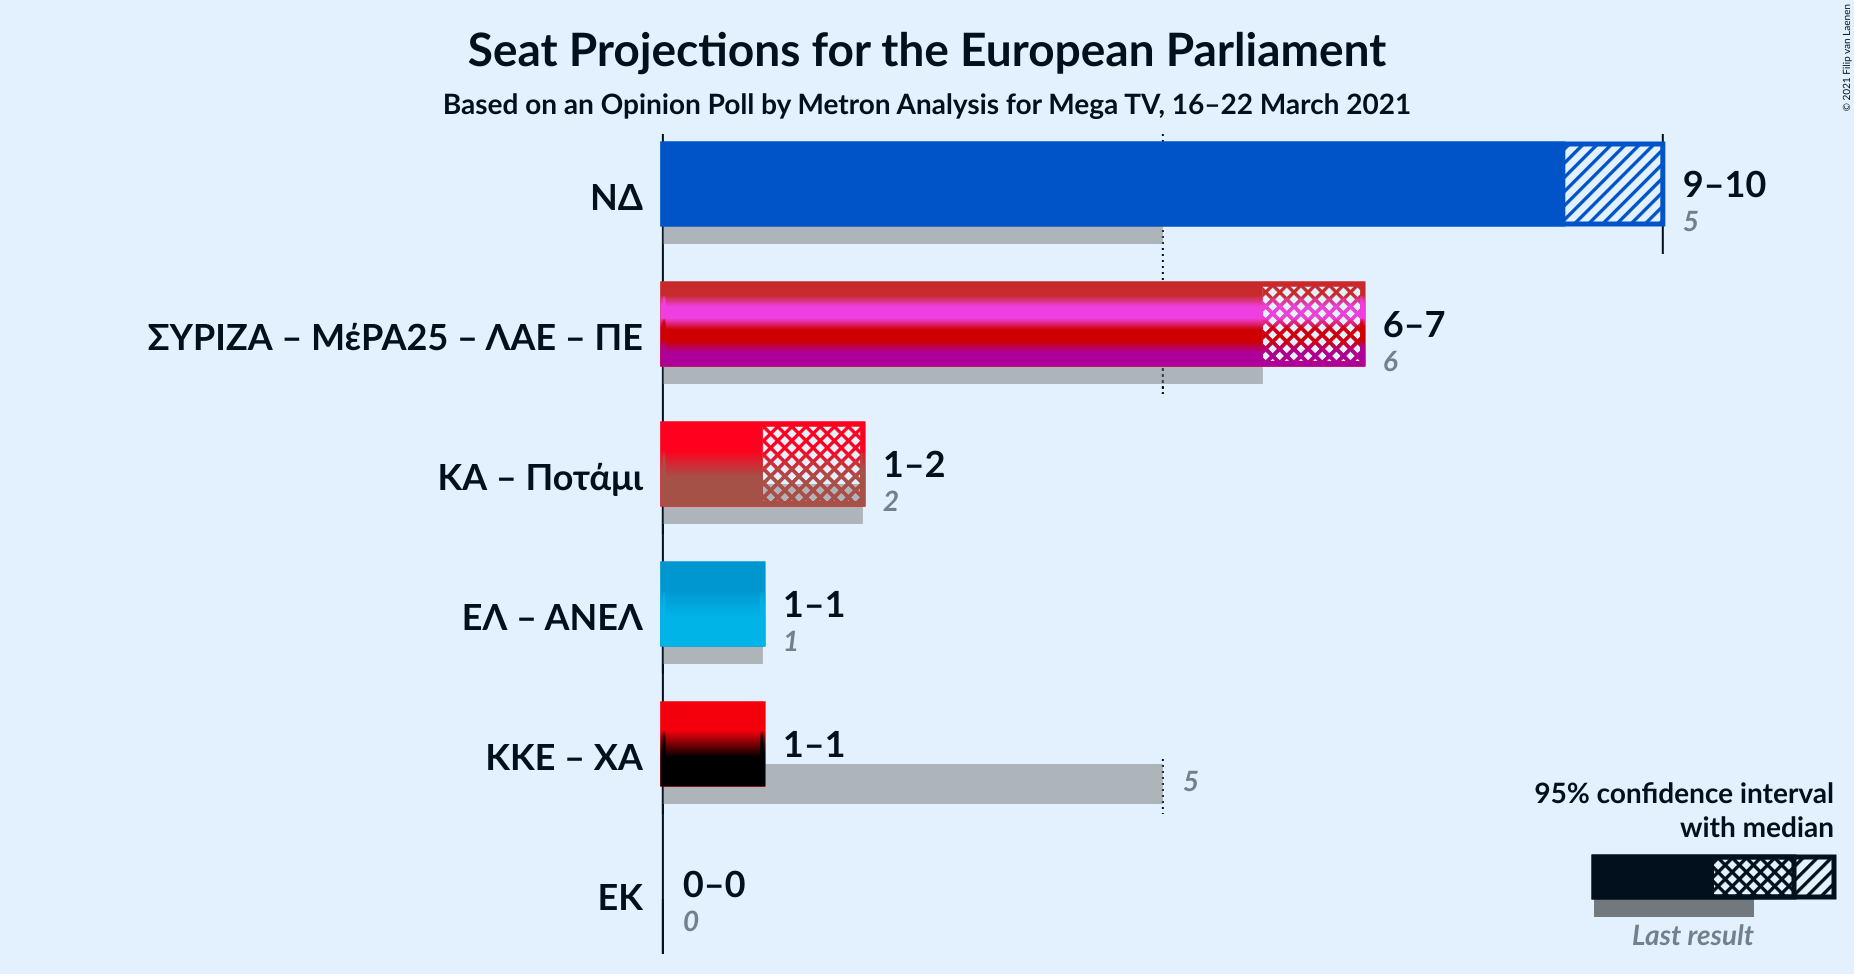 Seat Projections for the European Parliament
Based on an Opinion Poll by Metron Analysis for Mega TV, 16–22 March 2021
© 2021 Filip van Laenen
ΝΔ
9–10
5
ΣΥΡΙΖΑ – ΜέΡΑ25 – ΛΑΕ – ΠΕ
6–7
6
ΚΑ – Ποτάμι
1–2
2
ΕΛ – ΑΝΕΛ
1–1
1
ΚΚΕ – ΧΑ
1–1
5
ΕΚ
0–0
0
95% confidence interval
with median
Last result